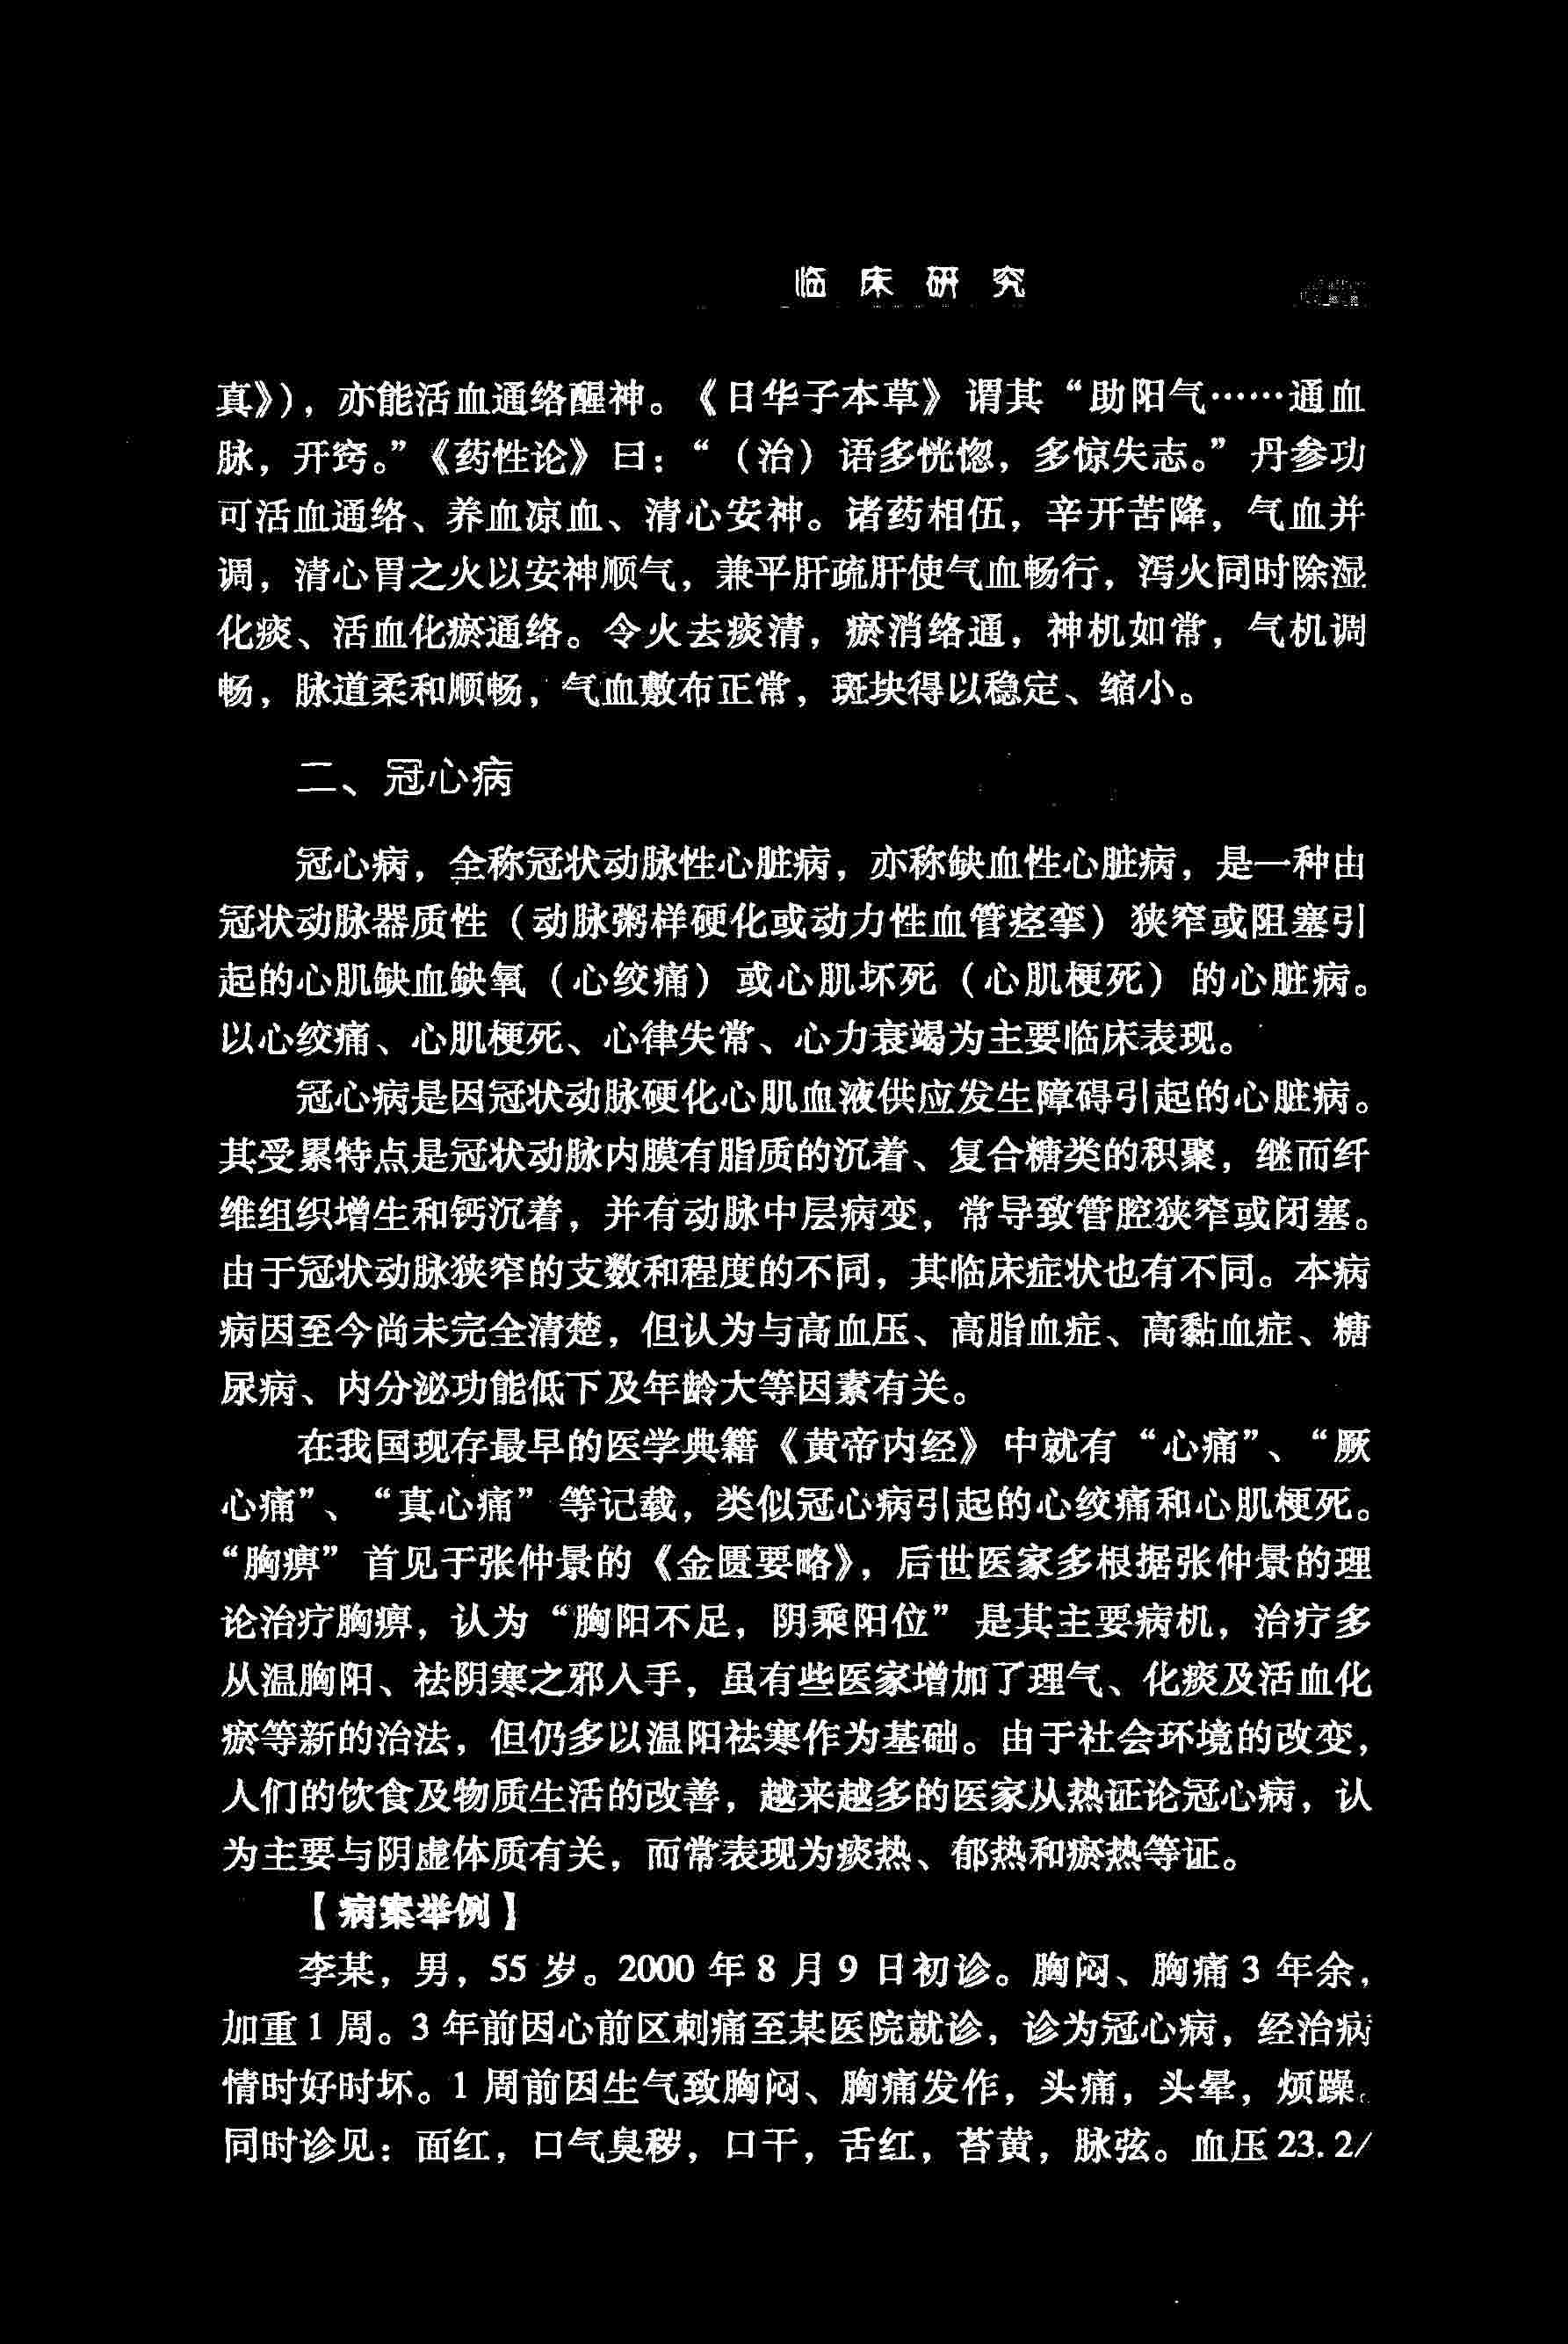 临床研究
真》)，亦能活血通络醒神。《日华子本草》谓其“助阳气……通血
脉，开窍。”《药性论》曰：“（治）语多恍惚，多惊失志。”丹参功
可活血通络、养血凉血、清心安神。诸药相伍，辛开苦降，气血并
调，清心胃之火以安神顺气，兼平肝疏肝使气血畅行，泻火同时除湿
化痰、活血化瘀通络。令火去痰清，瘀消络通，神机如常，气机调
畅，脉道柔和顺畅，气血敷布正常，斑块得以稳定、缩小。
二、冠心病
冠心病，全称冠状动脉性心脏病，亦称缺血性心脏病，是一种由
冠状动脉器质性（动脉粥样硬化或动力性血管痉挛）狭窄或阻塞引
起的心肌缺血缺氧（心绞痛）或心肌坏死（心肌梗死）的心脏病。
以心绞痛、心肌梗死、心律失常、心力衰竭为主要临床表现。
冠心病是因冠状动脉硬化心肌血液供应发生障碍引起的心脏病。
其受累特点是冠状动脉内膜有脂质的沉着、复合糖类的积聚，继而纤
维组织增生和钙沉着，并有动脉中层病变，常导致管腔狭窄或闭塞。
由于冠状动脉狭窄的支数和程度的不同，其临床症状也有不同。本病
病因至今尚未完全清楚，但认为与高血压、高脂血症、高黏血症、糖
尿病、内分泌功能低下及年龄大等因素有关。
在我国现存最早的医学典籍《黄帝内经》中就有“心痛”、“厥
心痛”、“真心痛”等记载，类似冠心病引起的心绞痛和心肌梗死。
“胸痹”首见于张仲景的《金匮要略》，后世医家多根据张仲景的理
论治疗胸痹，认为“胸阳不足，阴乘阳位”是其主要病机，治疗多
从温胸阳、祛阴寒之邪入手，虽有些医家增加了理气、化痰及活血化
瘀等新的治法，但仍多以温阳祛寒作为基础。由于社会环境的改变，
人们的饮食及物质生活的改善，越来越多的医家从热证论冠心病，认
为主要与阴虚体质有关，而常表现为痰热、郁热和瘀热等证。
【病案举例】
李某，男，55岁。2000年8月9日初诊。胸闷、胸痛3年余，
加重1周。3年前因心前区刺痛至某医院就诊，诊为冠心病，经治病
情时好时坏。1周前因生气致胸闷、胸痛发作，头痛，头晕，烦躁。
同时诊见：面红，口气臭秽，口干，舌红，苔黄，脉弦。血压23.2/